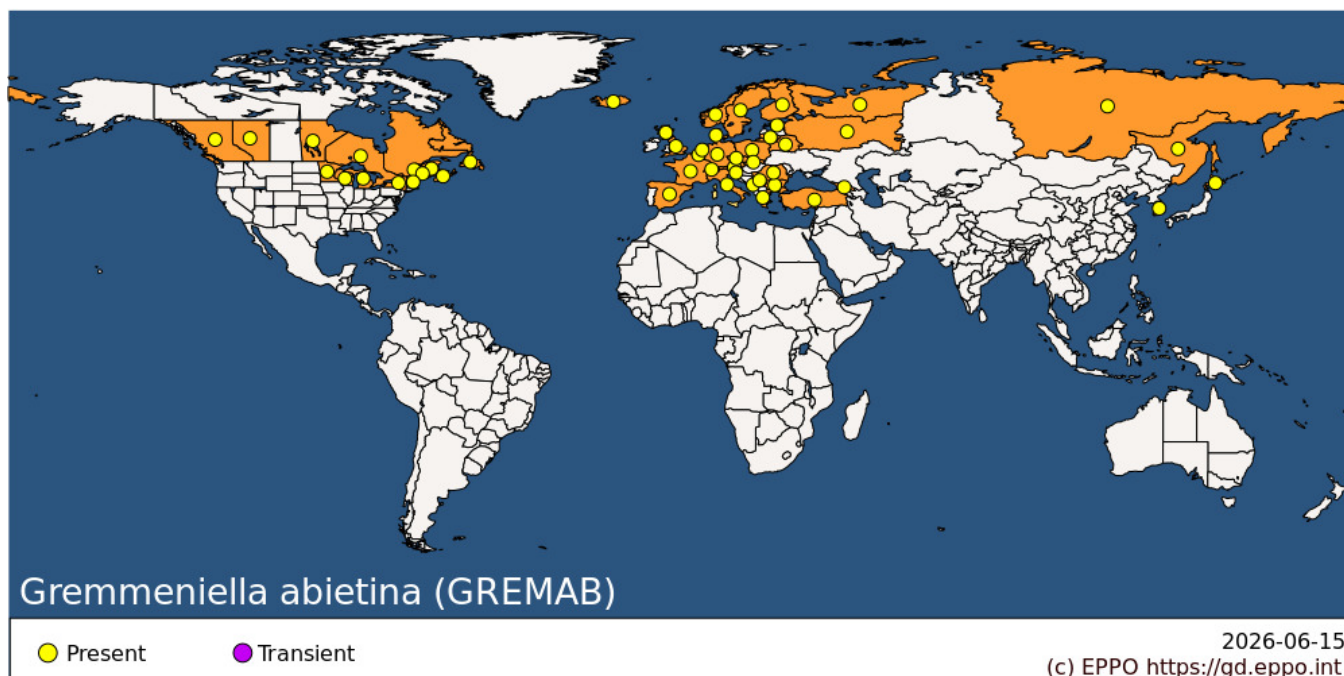 Gremmeniella abietina (GREMAB)
Present
Transient
2026-06-15
(c) EPPO https://gd.eppo.int